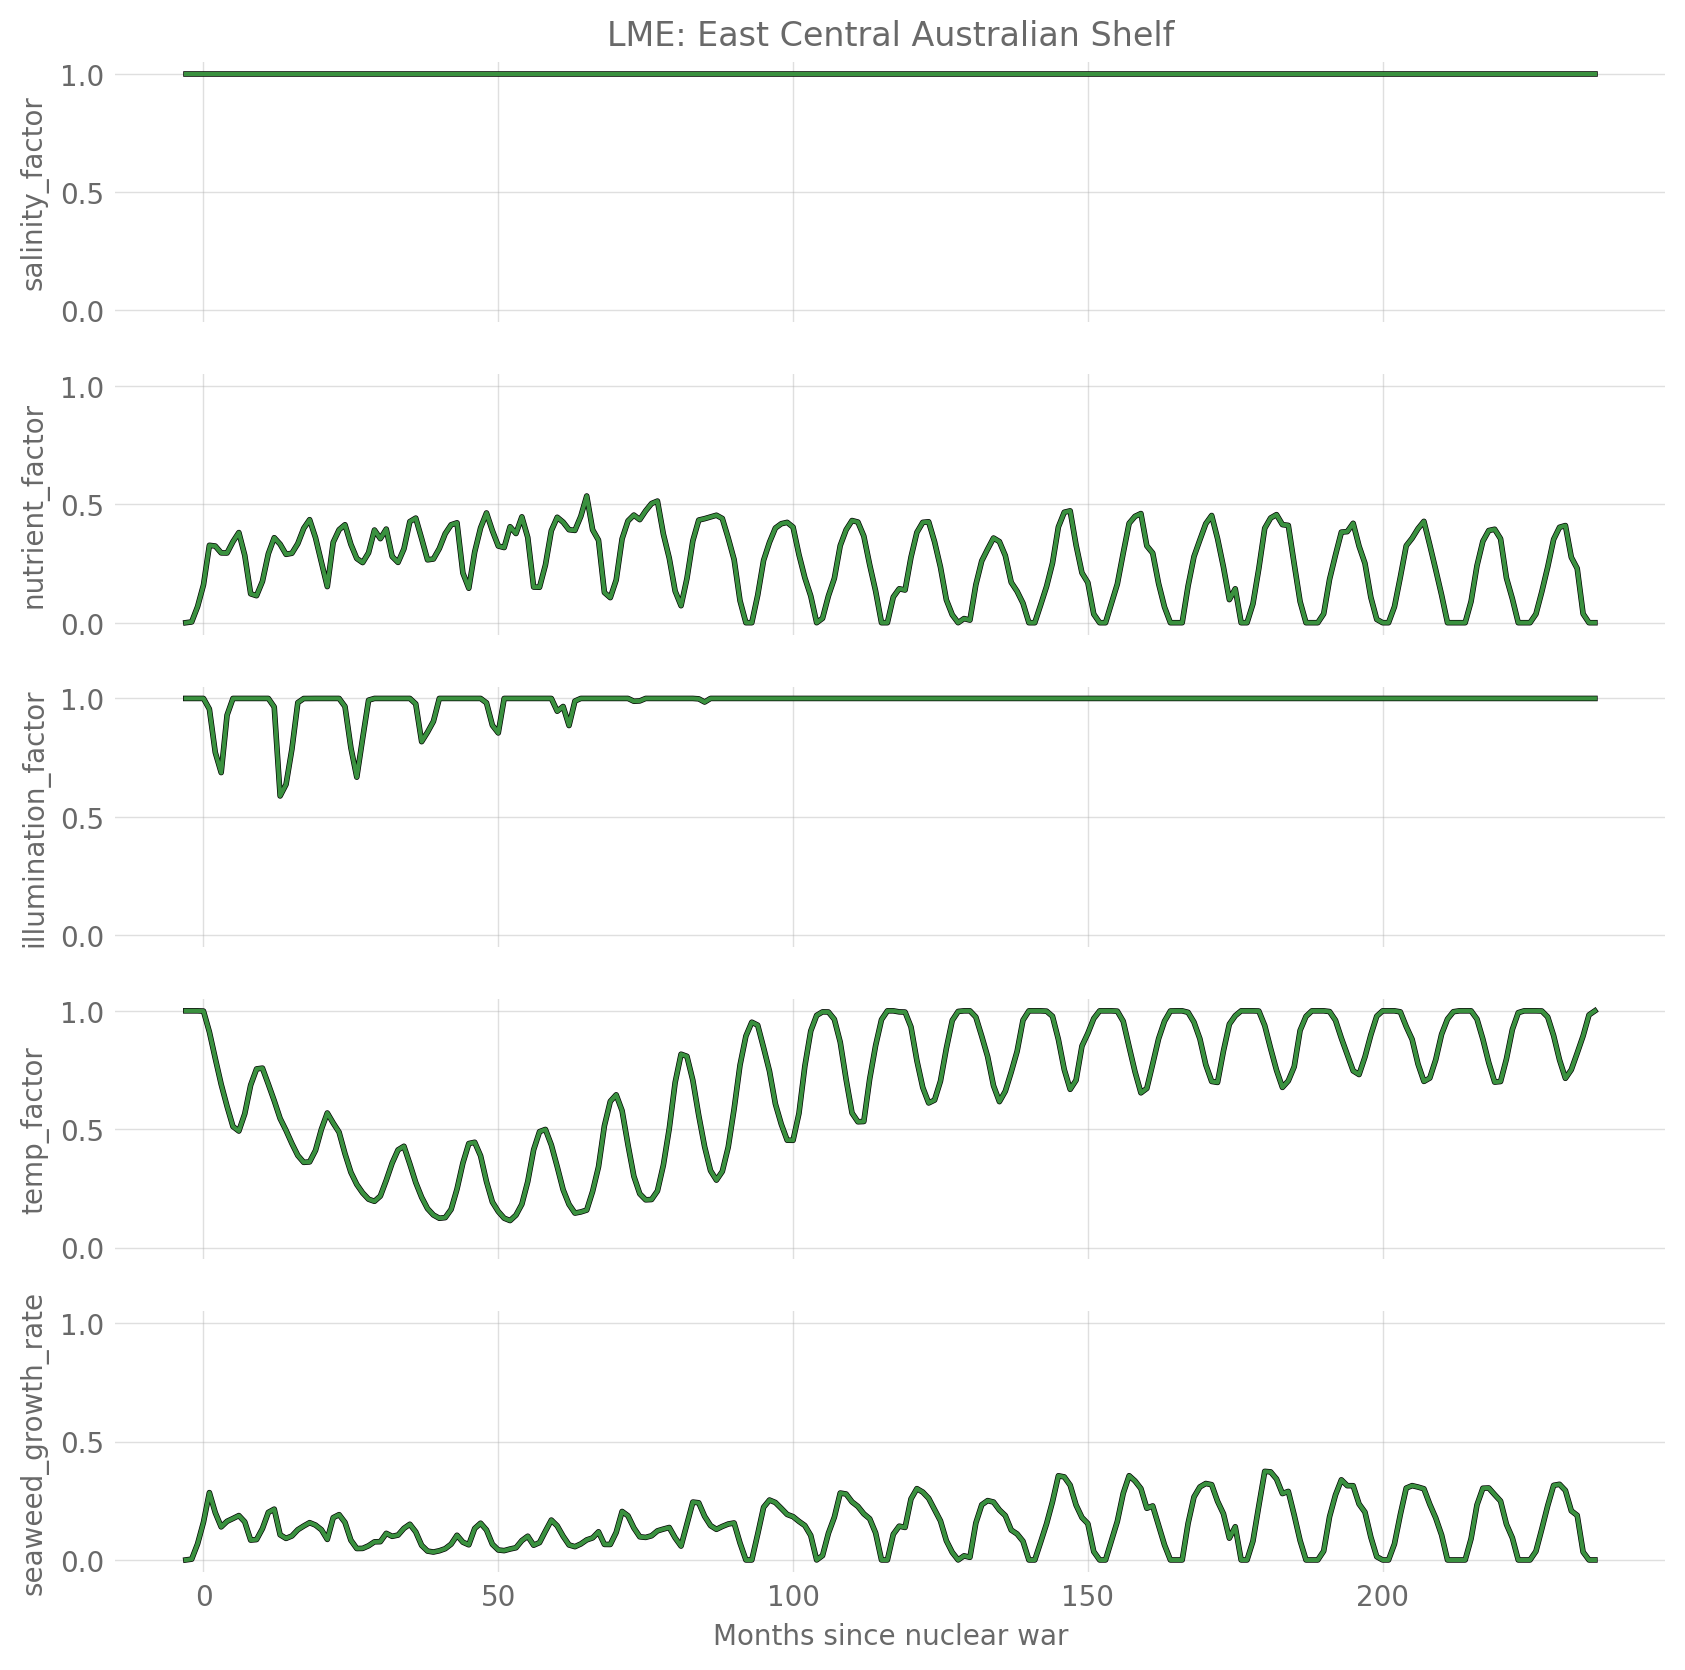 LME: East Central Australian Shelf
1.0
0.5
0.0
salinity_factor
1.0
0.5
0.0
nutrient_factor
1.0
0.5
0.0
illumination_factor
1.0
0.5
0.0
temp_factor
1.0
0.5
0.0
seaweed_growth_rate
0 50 100 150 200
Months since nuclear war